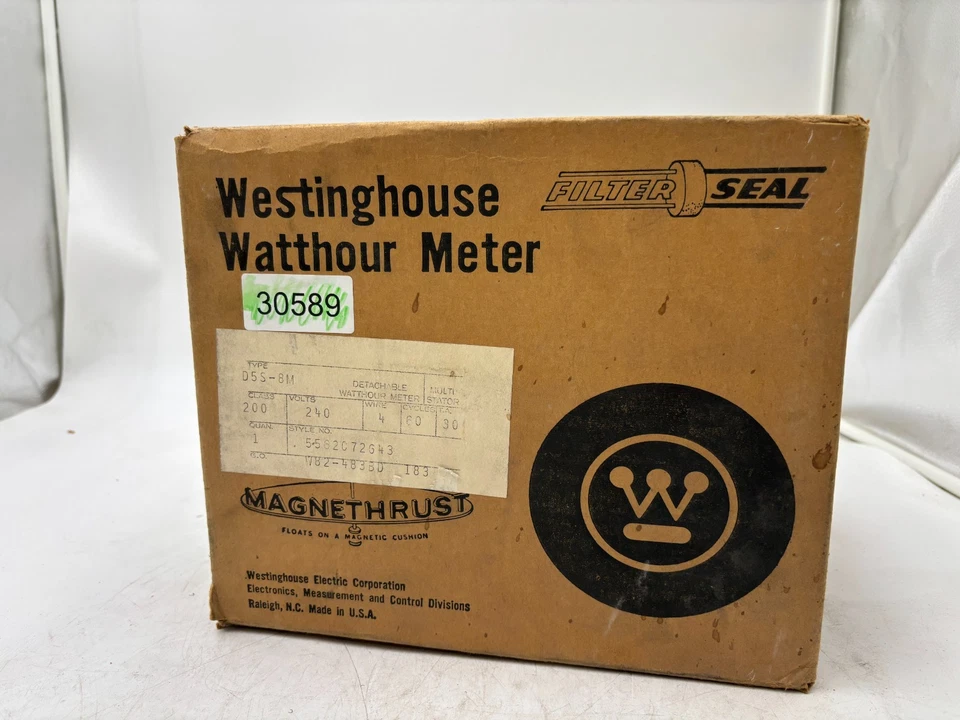 Westinghouse
Watthour Meter
FILTER SEAL
30589
TYPE
D5S-8M
DETACHABLE
WATTHOUR METER
MULTI-
STATOR
CLASS
200
VOLTS
240
WIRE
4
CYCLES
60
T.A.
30
QUAN.
1
STYLE NO.
MAGNETHRUST
FLOATS ON A MAGNETIC CUSHION
Westinghouse Electric Corporation
Electronics, Measurement and Control Divisions
Raleigh, N.C. Made in U.S.A.
W